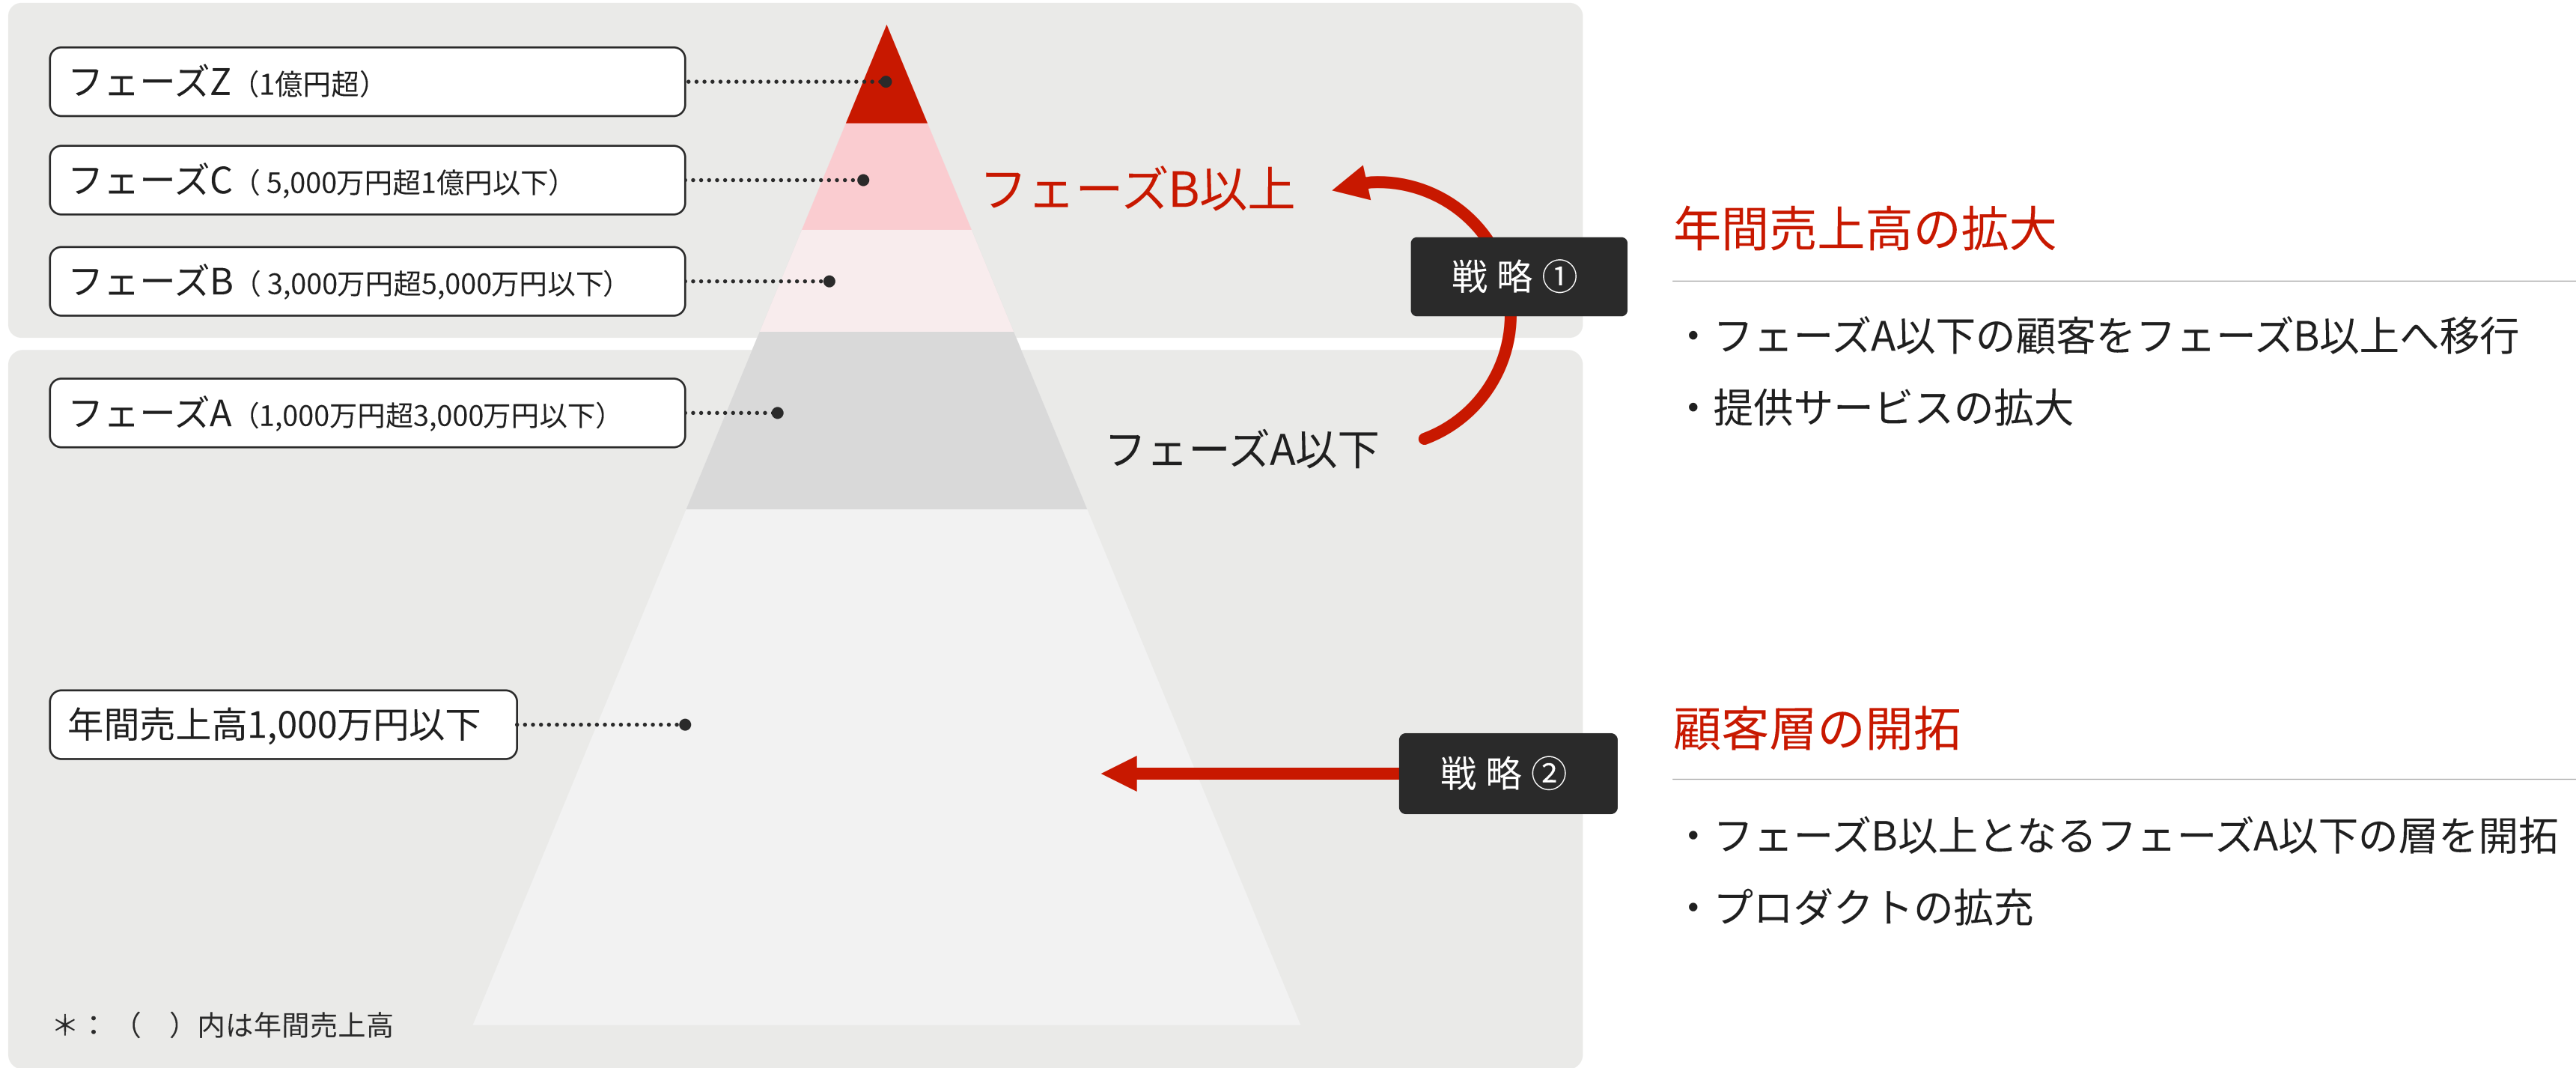 フェーズZ（1億円超）
フェーズC（ 5,000万円超1億円以下）
フェーズB（ 3,000万円超5,000万円以下）
フェーズB以上
戦略①
年間売上高の拡大
・フェーズA以下の顧客をフェーズB以上へ移行
・提供サービスの拡大
フェーズA（1,000万円超3,000万円以下）
フェーズA以下
年間売上高1,000万円以下
戦略②
顧客層の開拓
・フェーズB以上となるフェーズA以下の層を開拓
・プロダクトの拡充
＊：（　）内は年間売上高